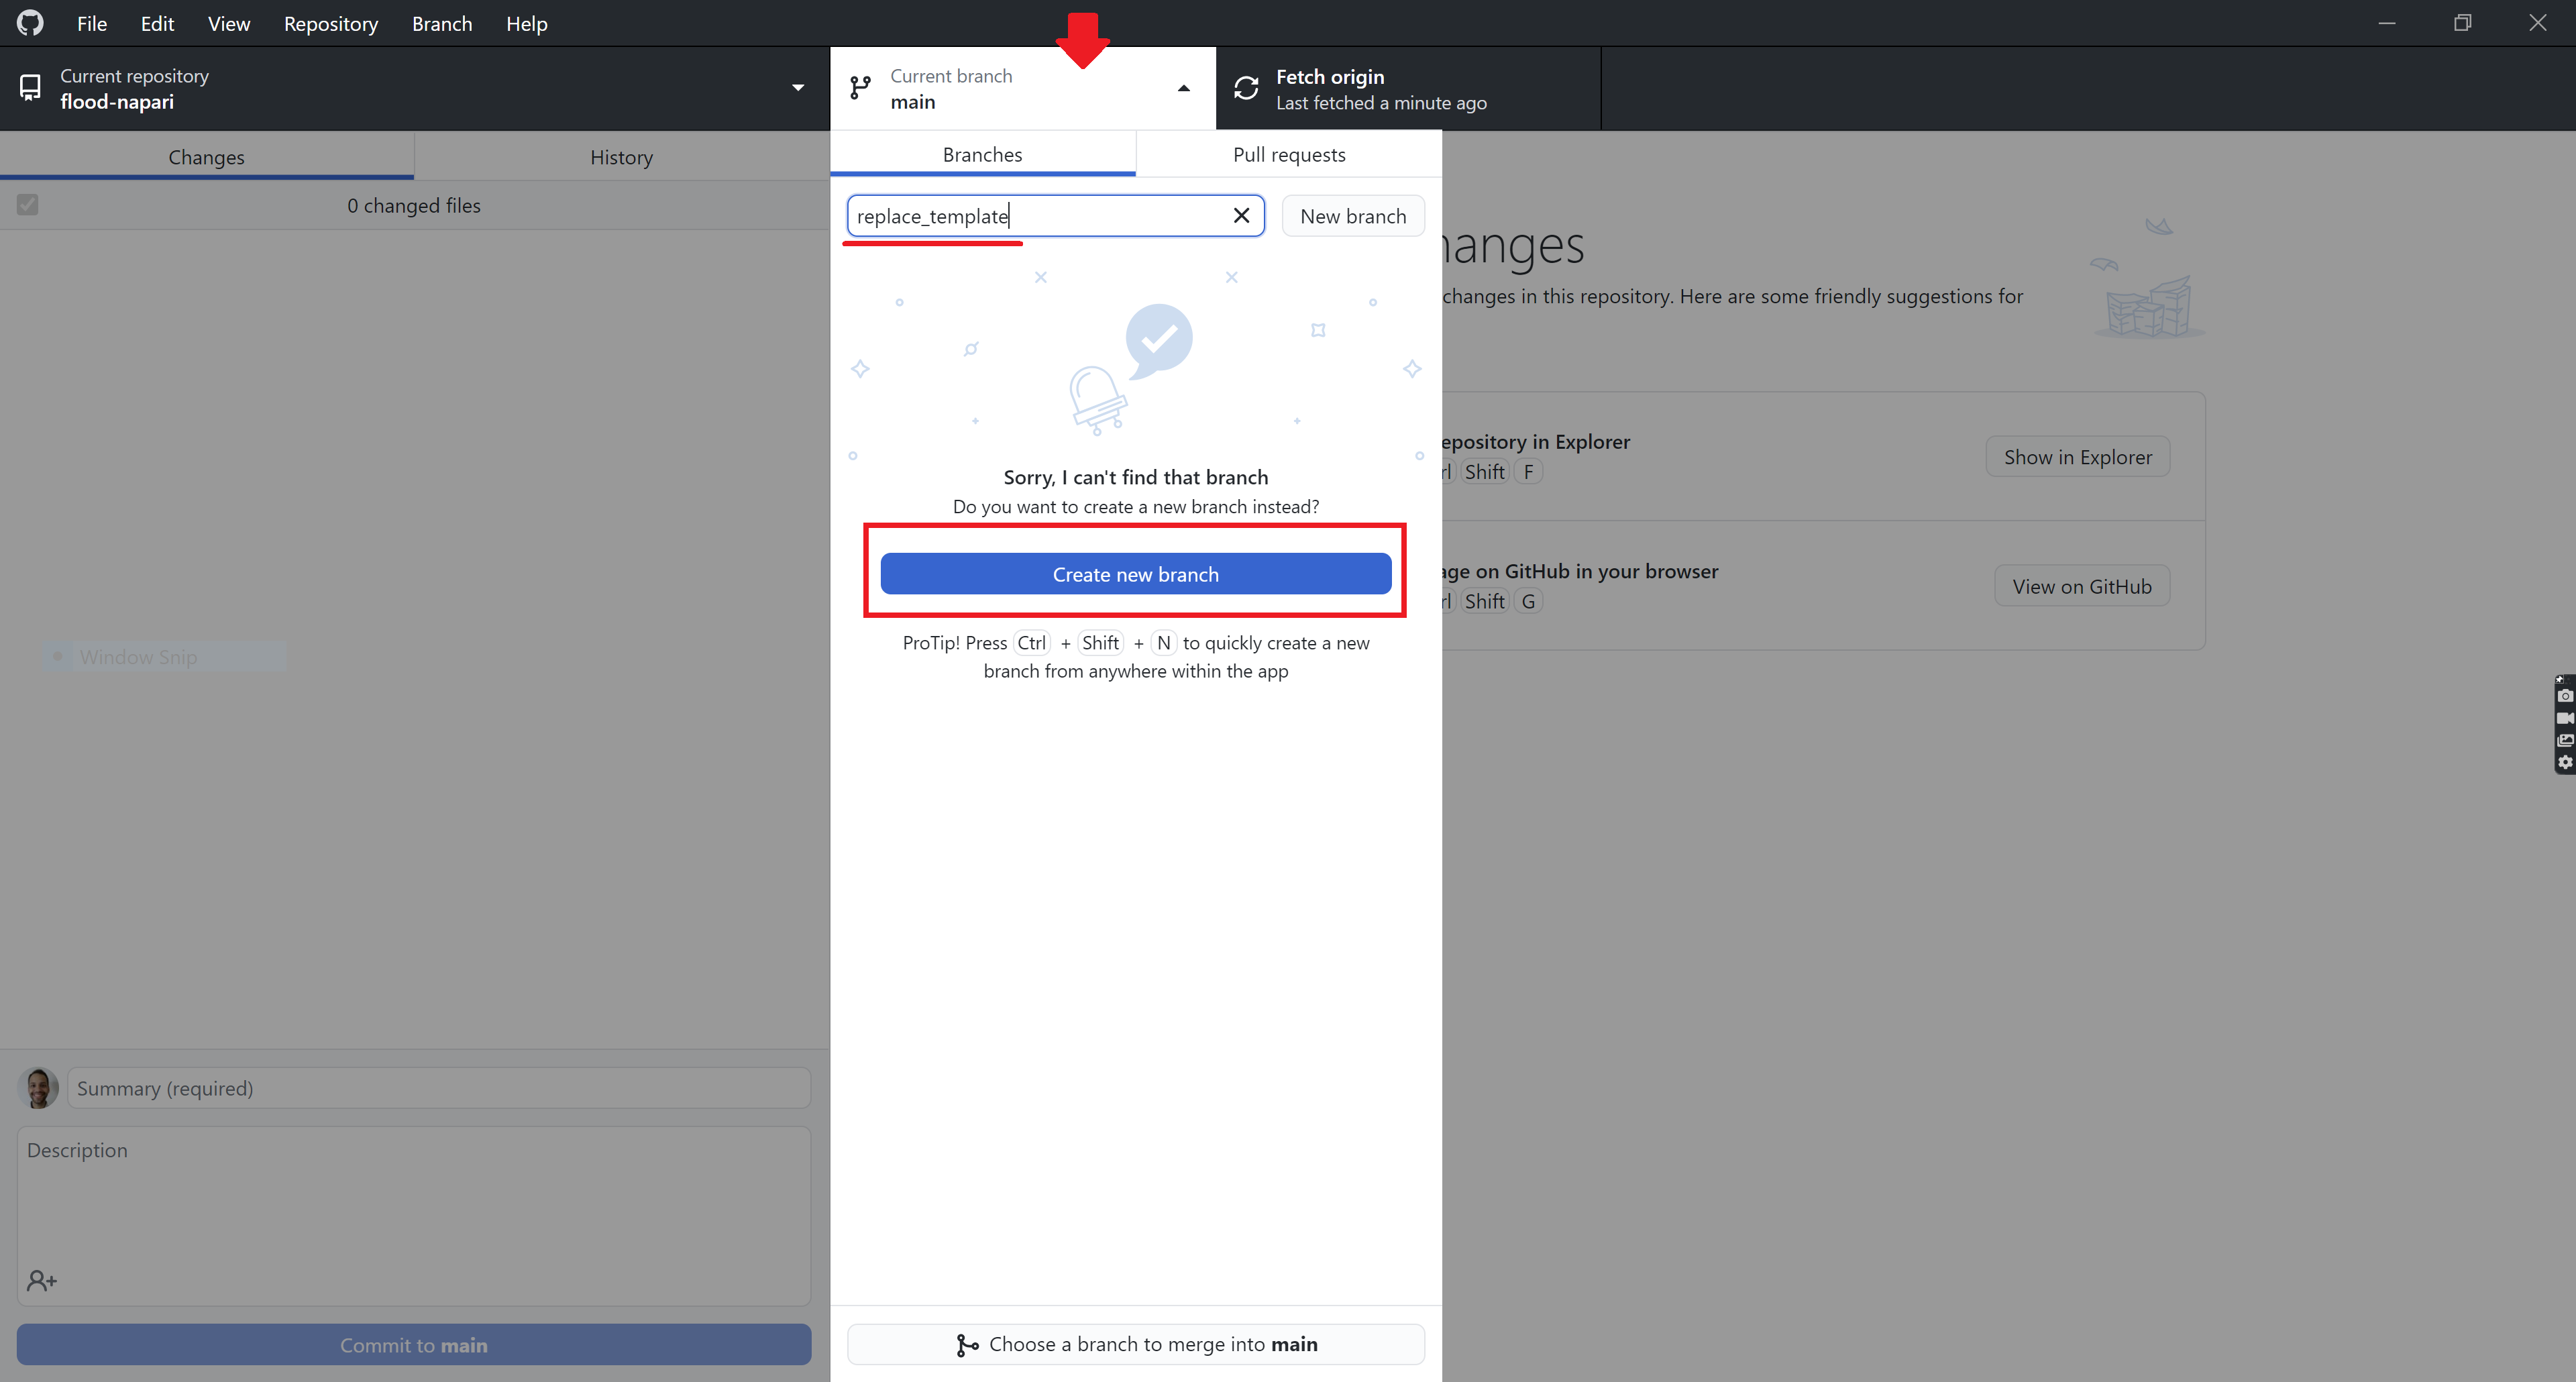 File Edit View Repository Branch Help
Current repository
flood-napari
Current branch
main
Fetch origin
Last fetched a minute ago
Changes History
0 changed files
Branches Pull requests
replace_template New branch
Sorry, I can't find that branch
Do you want to create a new branch instead?
Create new branch
ProTip! Press Ctrl + Shift + N to quickly create a new
branch from anywhere within the app
Choose a branch to merge into main
changes in this repository. Here are some friendly suggestions for
in Explorer
Shift F
Show in Explorer
on GitHub in your browser
Shift G
View on GitHub
Window Snip
Summary (required)
Description
Commit to main